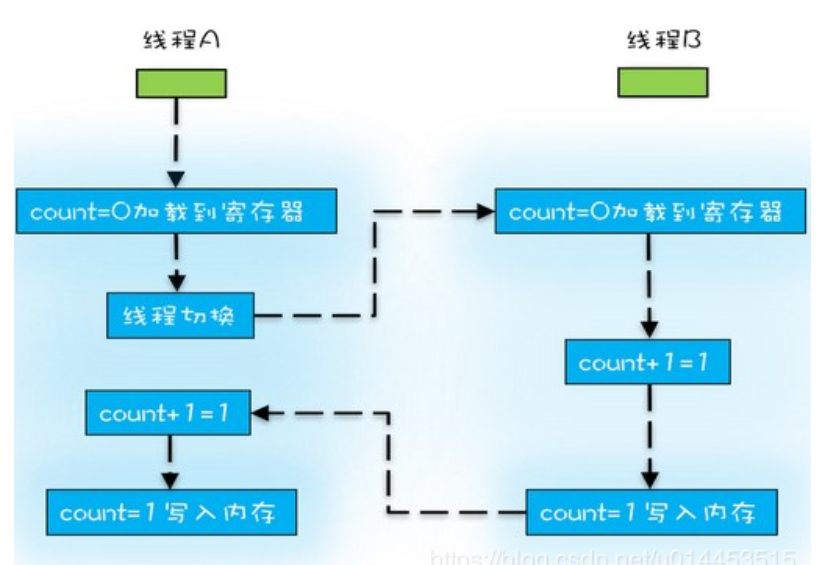 线程A
count=0加载到寄存器
线程切换
count+1=1
count=1写入内存
线程B
count=0加载到寄存器
count+1=1
count=1写入内存
https://blog.csdn.net/u014453515